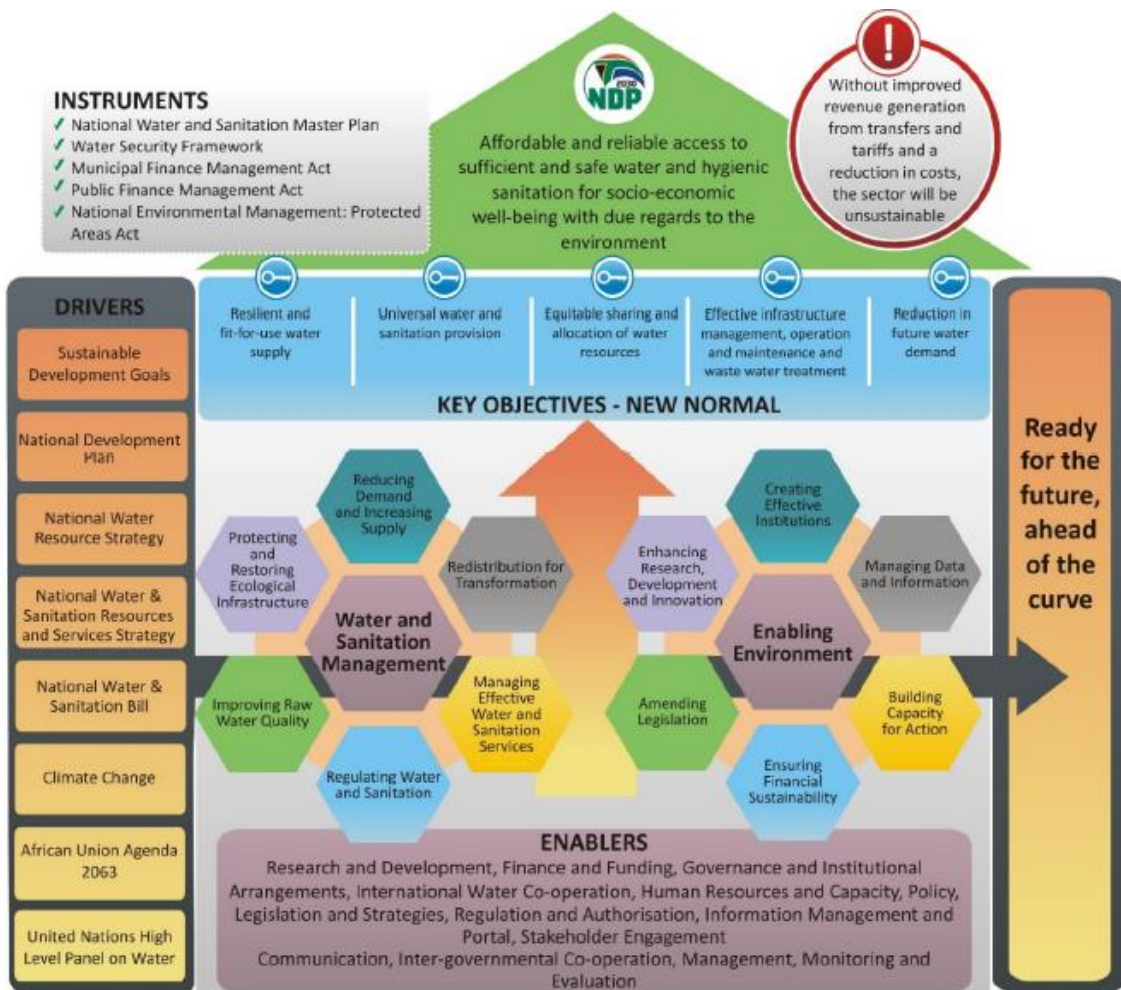 INSTRUMENTS
✓ National Water and Sanitation Master Plan
✓ Water Security Framework
✓ Municipal Finance Management Act
✓ Public Finance Management Act
✓ National Environmental Management: Protected
Areas Act
2030
NDP
Affordable and reliable access to
sufficient and safe water and hygienic
sanitation for socio-economic
well-being with due regards to the
environment
!
Without improved
revenue generation
from transfers and
tariffs and a
reduction in costs,
the sector will be
unsustainable
DRIVERS
Sustainable
Development Goals
National Development
Plan
National Water
Resource Strategy
National Water &
Sanitation Resources
and Services Strategy
National Water &
Sanitation Bill
Climate Change
African Union Agenda
2063
United Nations High
Level Panel on Water
Resilient and
fit-for-use water
supply
Universal water and
sanitation provision
Equitable sharing and
allocation of water
resources
Effective infrastructure
management, operation
and maintenance and
waste water treatment
Reduction in
future water
demand
KEY OBJECTIVES - NEW NORMAL
Reducing
Demand
and Increasing
Supply
Protecting
and
Restoring
Ecological
Infrastructure
Redistribution for
Transformation
Water and
Sanitation
Management
Improving Raw
Water Quality
Managing
Effective
Water and
Sanitation
Services
Regulating Water
and Sanitation
Creating
Effective
Institutions
Enhancing
Research,
Development
and Innovation
Managing Data
and Information
Enabling
Environment
Amending
Legislation
Building
Capacity
for Action
Ensuring
Financial
Sustainability
Ready
for the
future,
ahead
of the
curve
ENABLERS
Research and Development, Finance and Funding, Governance and Institutional
Arrangements, International Water Co-operation, Human Resources and Capacity, Policy,
Legislation and Strategies, Regulation and Authorisation, Information Management and
Portal, Stakeholder Engagement
Communication, Inter-governmental Co-operation, Management, Monitoring and
Evaluation